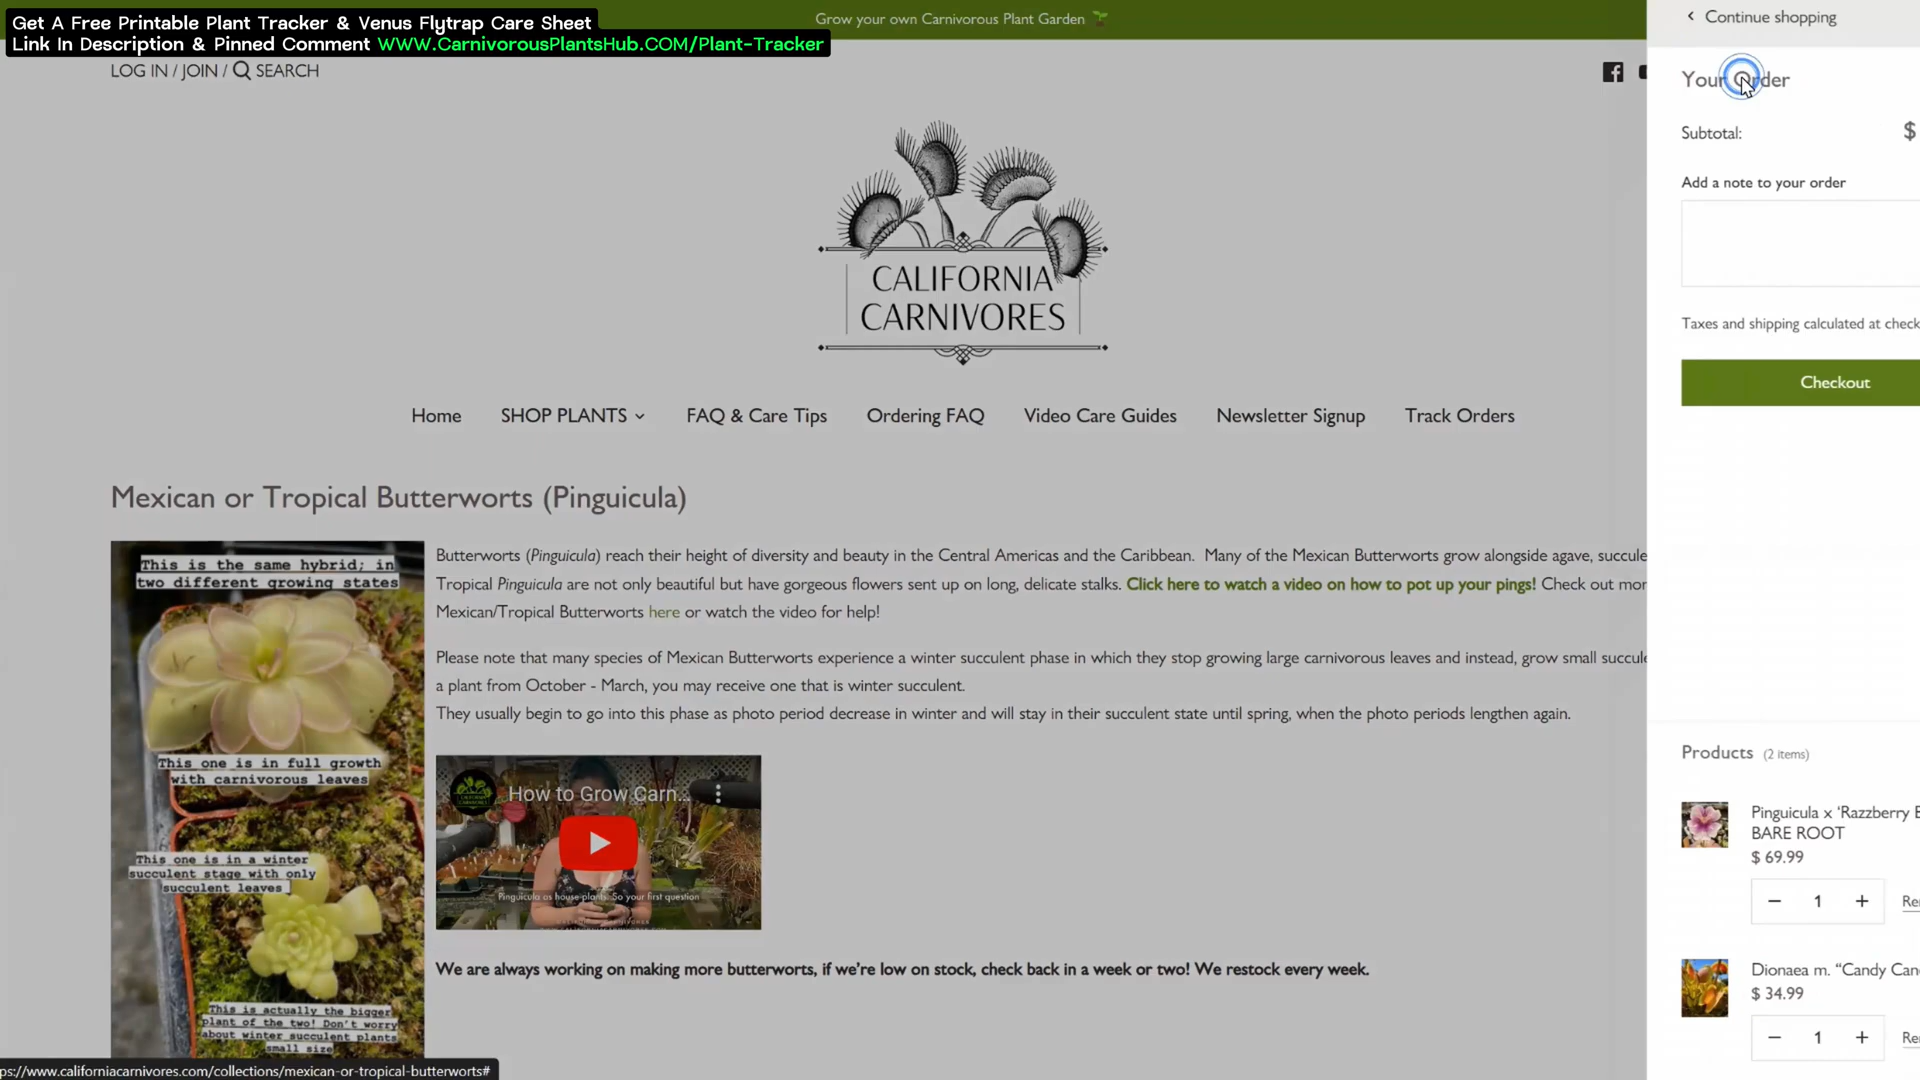 Get A Free Printable Plant Tracker & Venus Flytrap Care Sheet
Link In Description & Pinned Comment WWW.CarnivorousPlantsHub.COM/Plant-Tracker
Grow your own Carnivorous Plant Garden
Continue shopping
LOG IN / JOIN / SEARCH
Your Order
Subtotal: $
Add a note to your order
CALIFORNIA
CARNIVORES
Taxes and shipping calculated at check
Checkout
Home SHOP PLANTS FAQ & Care Tips Ordering FAQ Video Care Guides Newsletter Signup Track Orders
Mexican or Tropical Butterworts (Pinguicula)
This is the same hybrid; in
two different growing states
This one is in full growth
with carnivorous leaves
This one is in a winter
succulent stage with only
succulent leaves
This is actually the bigger
plant of the two! Don't worry
about winter succulent plants
small size
Butterworts (Pinguicula) reach their height of diversity and beauty in the Central Americas and the Caribbean. Many of the Mexican Butterworts grow alongside agave, succule
Tropical Pinguicula are not only beautiful but have gorgeous flowers sent up on long, delicate stalks. Click here to watch a video on how to pot up your pings! Check out mor
Mexican/Tropical Butterworts here or watch the video for help!
Please note that many species of Mexican Butterworts experience a winter succulent phase in which they stop growing large carnivorous leaves and instead, grow small succule
a plant from October - March, you may receive one that is winter succulent.
They usually begin to go into this phase as photo period decrease in winter and will stay in their succulent state until spring, when the photo periods lengthen again.
How to Grow Carn...
Pinguicula as house plants. So your first question
We are always working on making more butterworts, if we're low on stock, check back in a week or two! We restock every week.
Products (2 items)
Pinguicula x 'Razzberry B
BARE ROOT
$ 69.99
− 1 + Re
Dionaea m. "Candy Can
$ 34.99
− 1 + Re
ps://www.californiacarnivores.com/collections/mexican-or-tropical-butterworts#